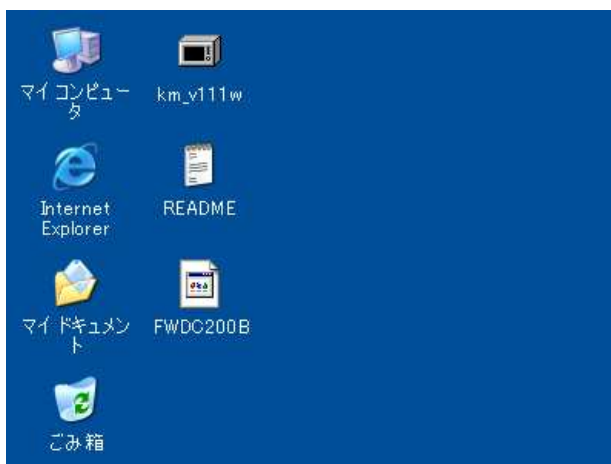 マイ コンピュー
タ
km_v111w
Internet
Explorer
README
マイ ドキュメン
ト
FWDC200B
ごみ箱